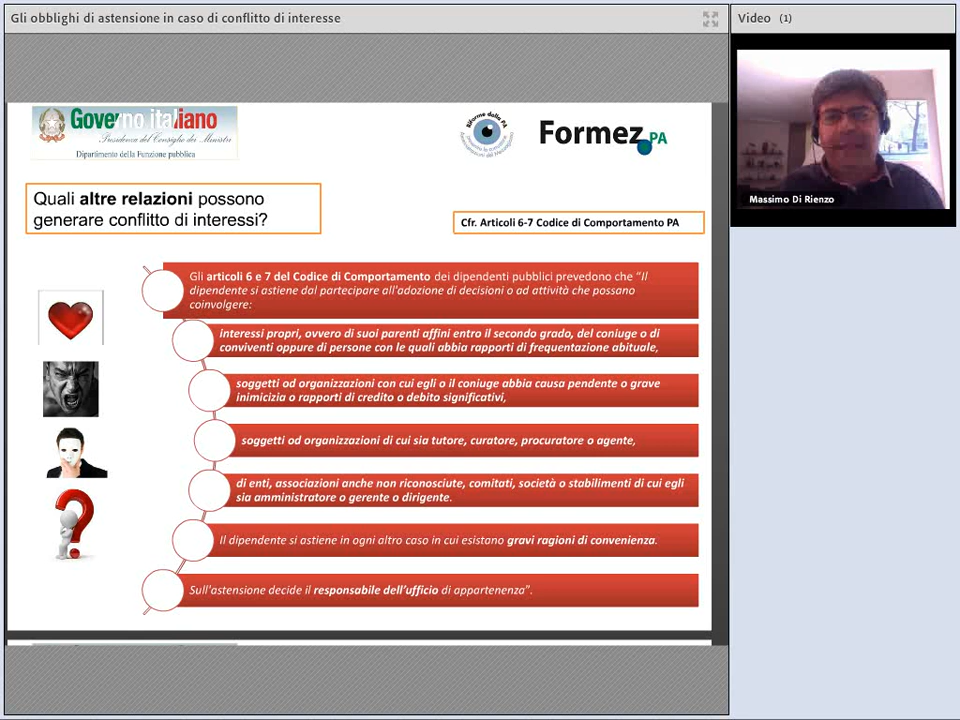 Gli obblighi di astensione in caso di conflitto di interesse
Video (1)
Governo italiano
Presidenza del Consiglio dei Ministri
Dipartimento della Funzione pubblica
Riforme della PA
Formez PA
Massimo Di Rienzo
Quali altre relazioni possono
generare conflitto di interessi?
Cfr. Articoli 6-7 Codice di Comportamento PA
Gli articoli 6 e 7 del Codice di Comportamento dei dipendenti pubblici prevedono che “Il
dipendente si astiene dal partecipare all'adozione di decisioni o ad attività che possano
coinvolgere:
interessi propri, ovvero di suoi parenti affini entro il secondo grado, del coniuge o di
conviventi oppure di persone con le quali abbia rapporti di frequentazione abituale,
soggetti od organizzazioni con cui egli o il coniuge abbia causa pendente o grave
inimicizia o rapporti di credito o debito significativi,
soggetti od organizzazioni di cui sia tutore, curatore, procuratore o agente,
di enti, associazioni anche non riconosciute, comitati, società o stabilimenti di cui egli
sia amministratore o gerente o dirigente.
Il dipendente si astiene in ogni altro caso in cui esistano gravi ragioni di convenienza.
Sull'astensione decide il responsabile dell’ufficio di appartenenza”.